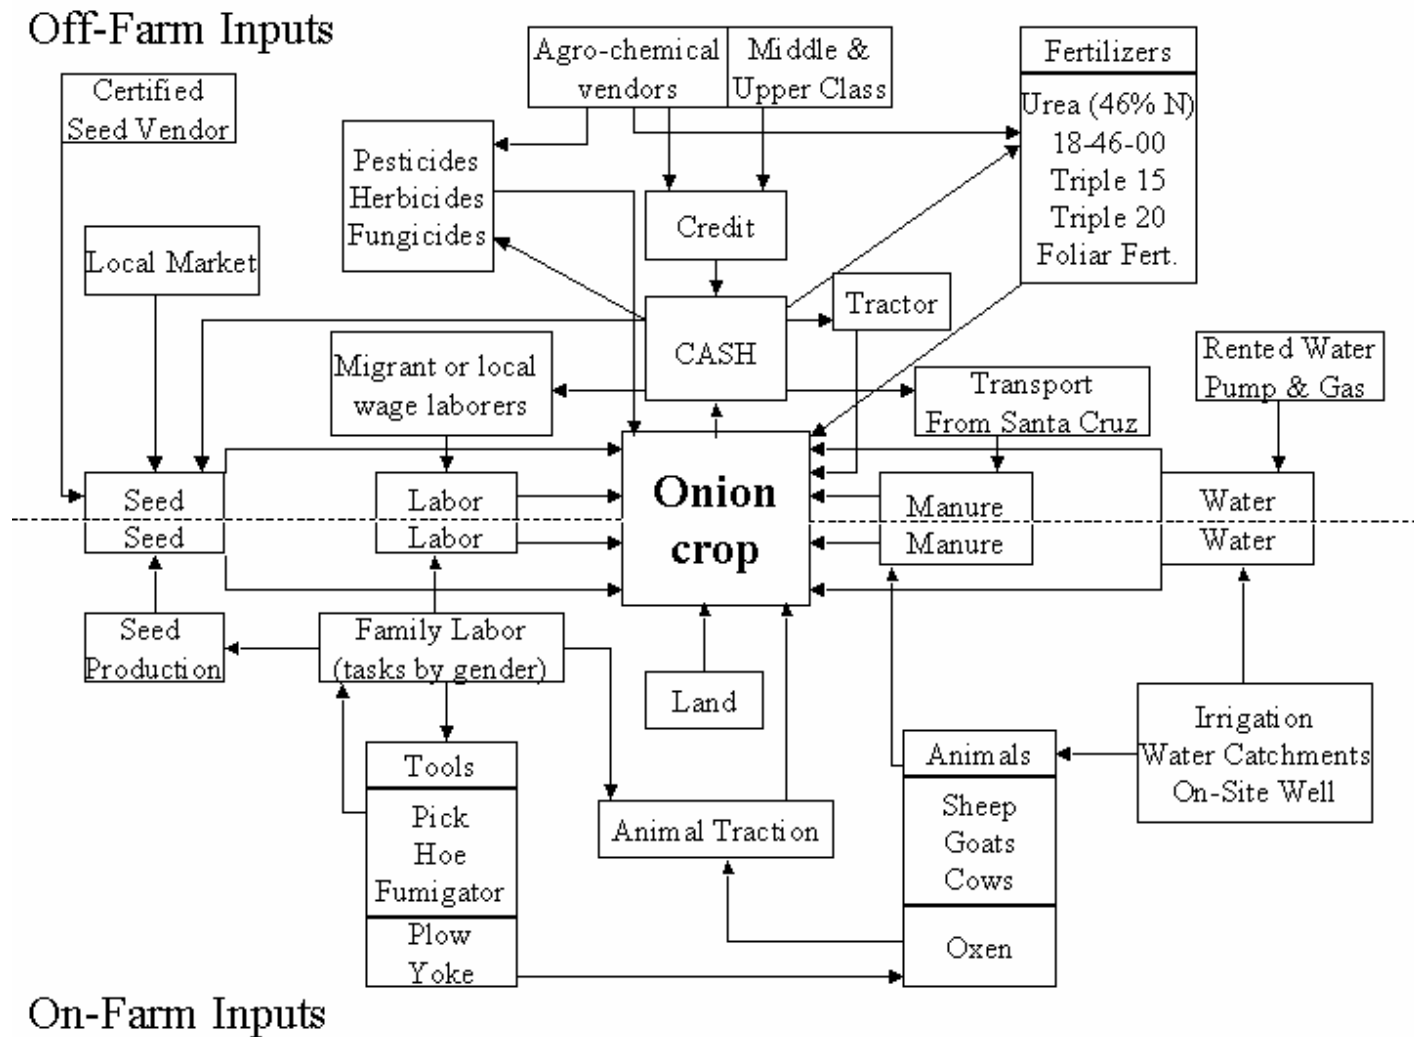 Off-Farm Inputs
Certified
Seed Vendor
Agro-chemical
vendors
Middle &
Upper Class
Fertilizers
Urea (46% N)
18-46-00
Triple 15
Triple 20
Foliar Fert.
Pesticides
Herbicides
Fungicides
Credit
Local Market
CASH
Tractor
Migrant or local
wage laborers
Transport
From Santa Cruz
Rented Water
Pump & Gas
Seed
Labor
Onion
crop
Manure
Water
Seed
Labor
Manure
Water
Seed
Production
Family Labor
(tasks by gender)
Land
Irrigation
Water Catchments
On-Site Well
Tools
Pick
Hoe
Fumigator
Plow
Yoke
Animal Traction
Animals
Sheep
Goats
Cows
Oxen
On-Farm Inputs